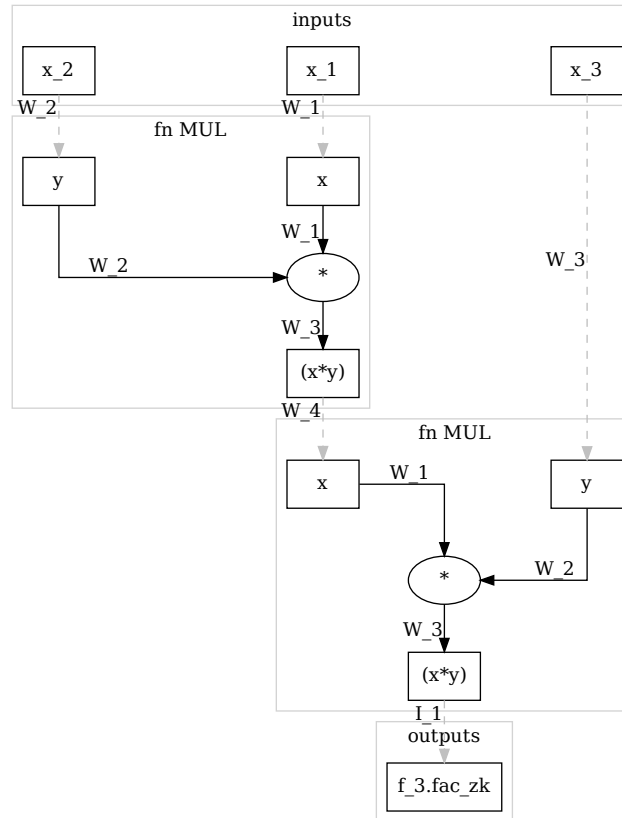 inputs
x_2
x_1
x_3
W_2
W_1
fn MUL
y
x
W_1
W_2
W_3
*
W_3
(x*y)
W_4
fn MUL
x
W_1
y
*
W_2
W_3
(x*y)
I_1
outputs
f_3.fac_zk